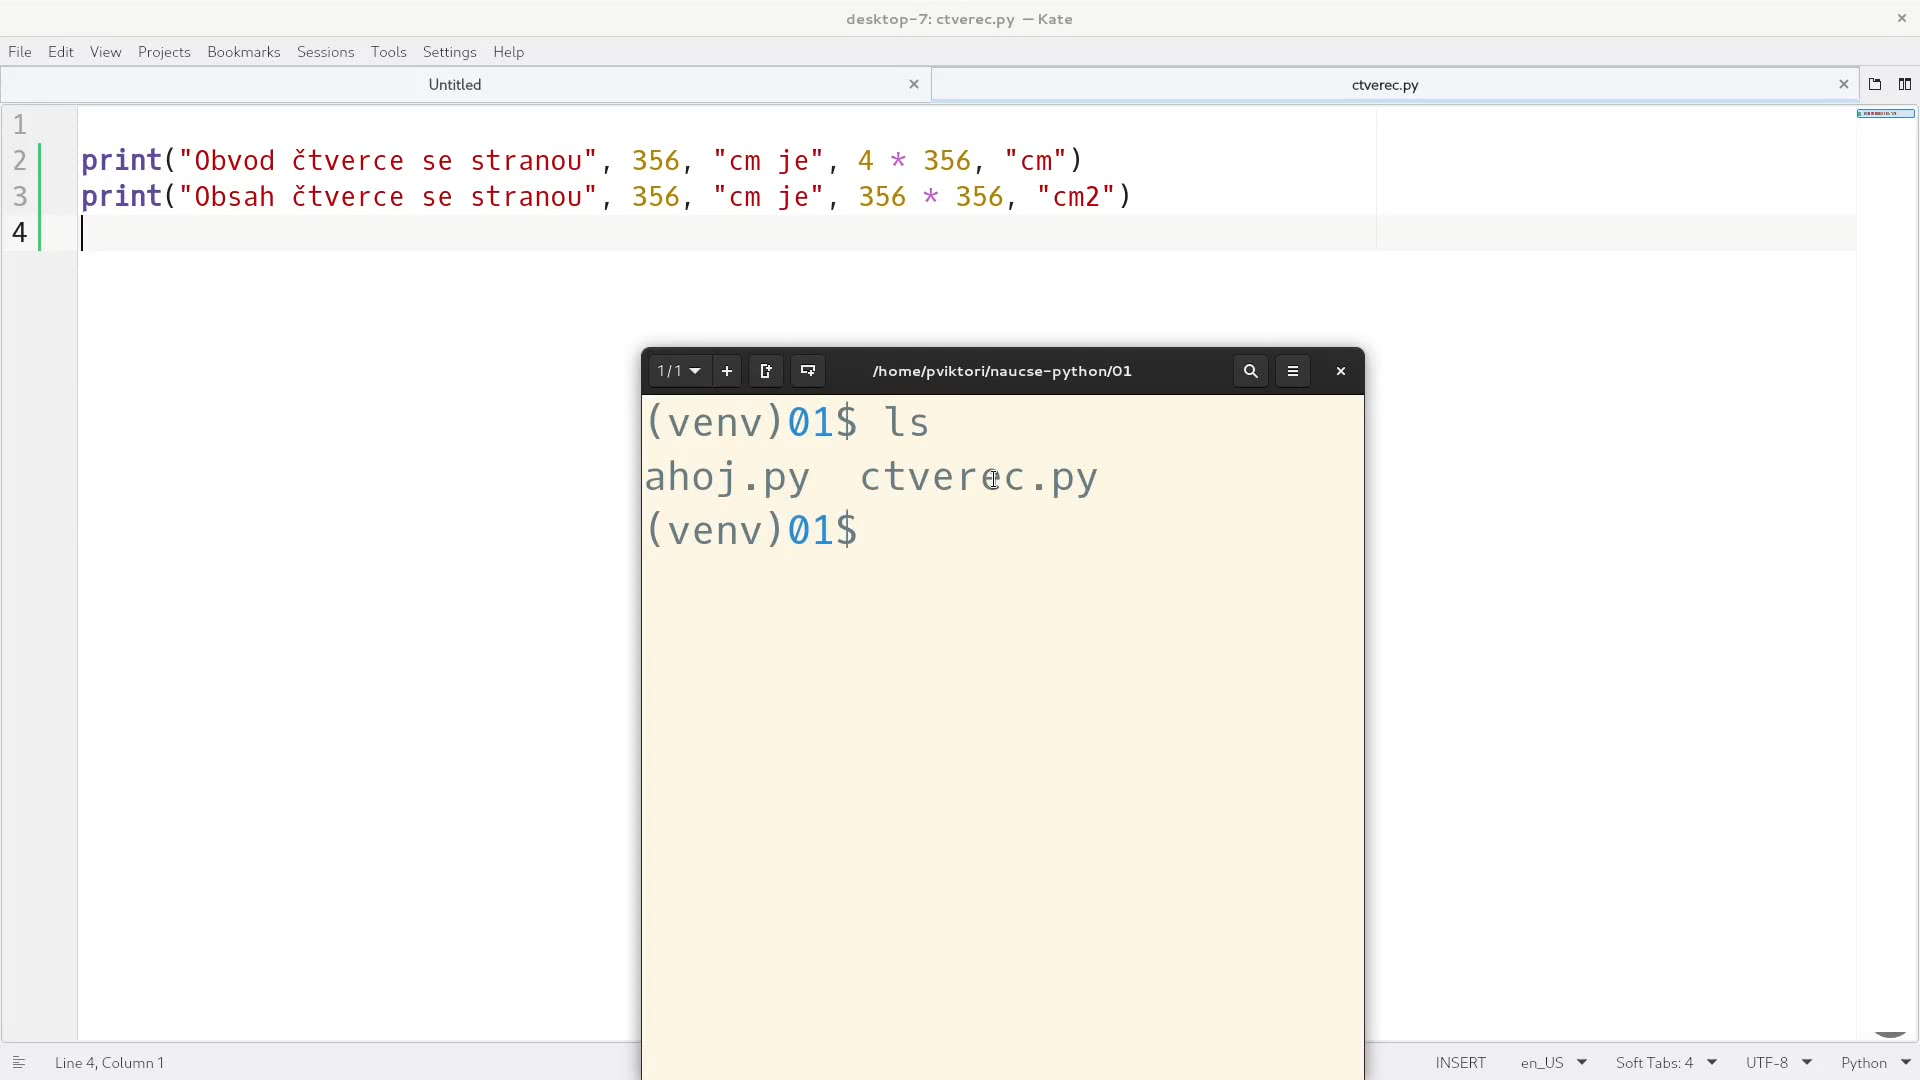 desktop-7: ctverec.py — Kate
File Edit View Projects Bookmarks Sessions Tools Settings Help
Untitled ctverec.py
1
2 print("Obvod čtverce se stranou", 356, "cm je", 4 * 356, "cm")
3 print("Obsah čtverce se stranou", 356, "cm je", 356 * 356, "cm2")
4
1/1 /home/pviktori/naucse-python/01
(venv)01$ ls
ahoj.py ctverec.py
(venv)01$
Line 4, Column 1 INSERT en_US Soft Tabs: 4 UTF-8 Python